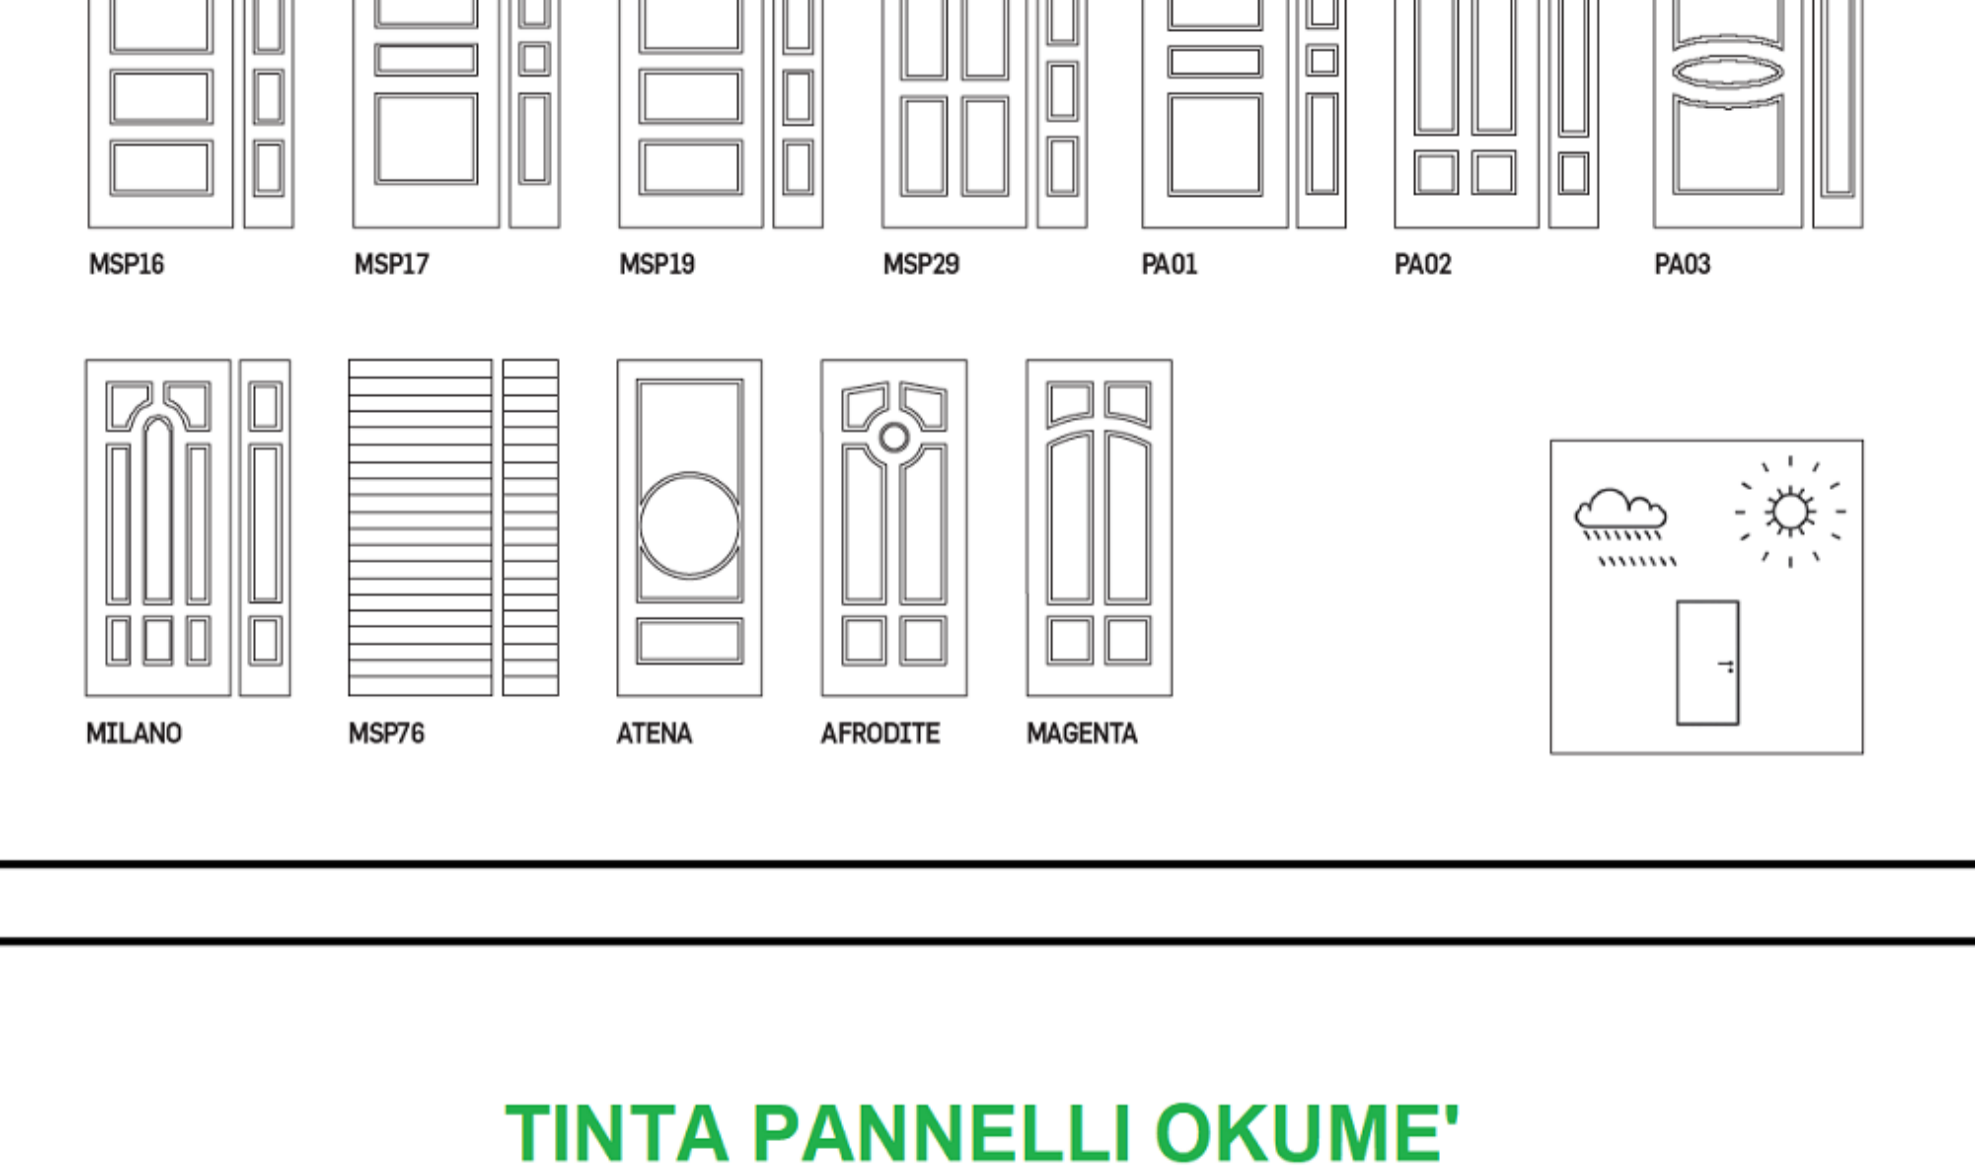 MSP16 MSP17 MSP19 MSP29 PA01 PA02 PA03
MILANO MSP76 ATENA AFRODITE MAGENTA
TINTA PANNELLI OKUME'